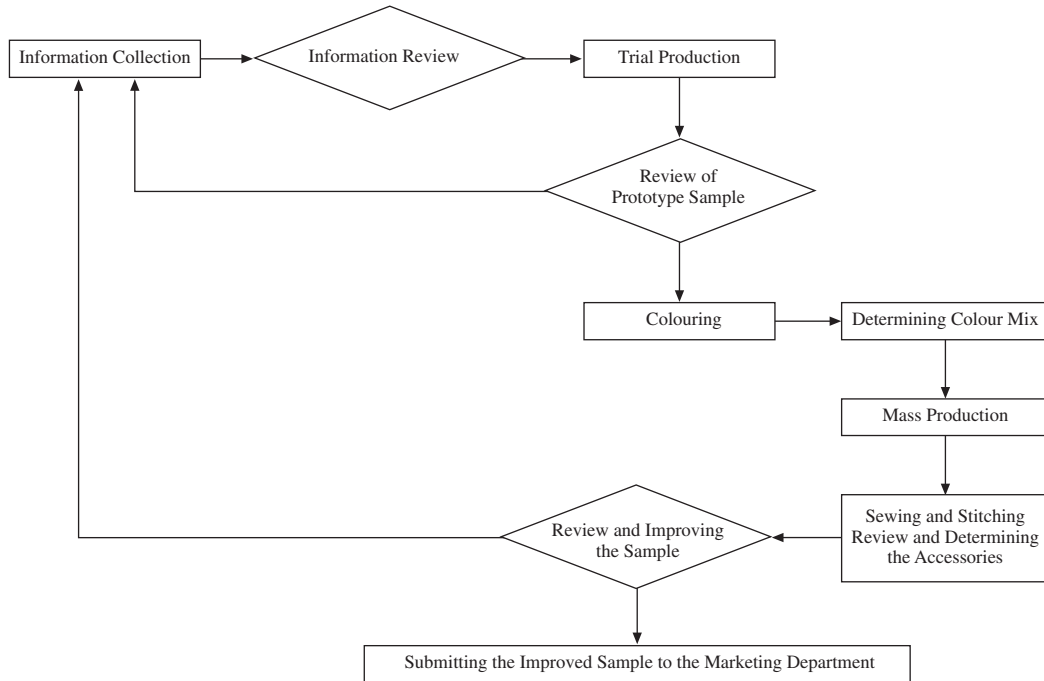 Information Collection
Information Review
Trial Production
Review of
Prototype Sample
Colouring
Determining Colour Mix
Mass Production
Sewing and Stitching
Review and Determining
the Accessories
Review and Improving
the Sample
Submitting the Improved Sample to the Marketing Department